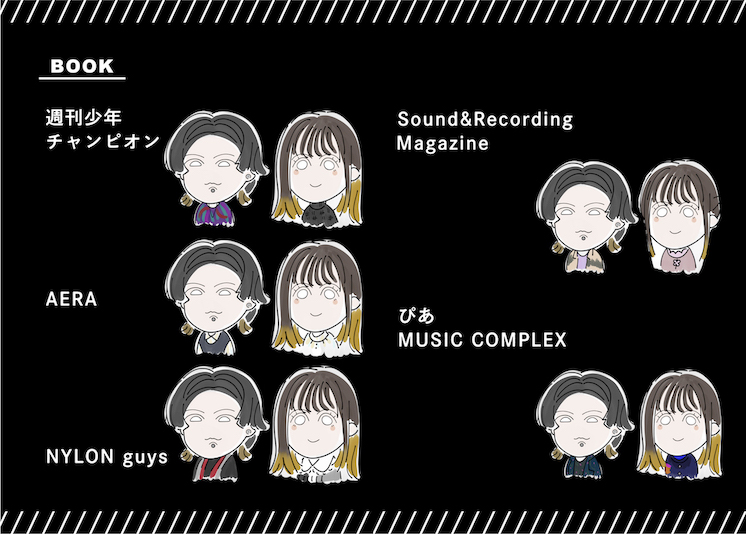 BOOK
週刊少年
チャンピオン
AERA
NYLON guys
Sound&Recording
Magazine
ぴあ
MUSIC COMPLEX